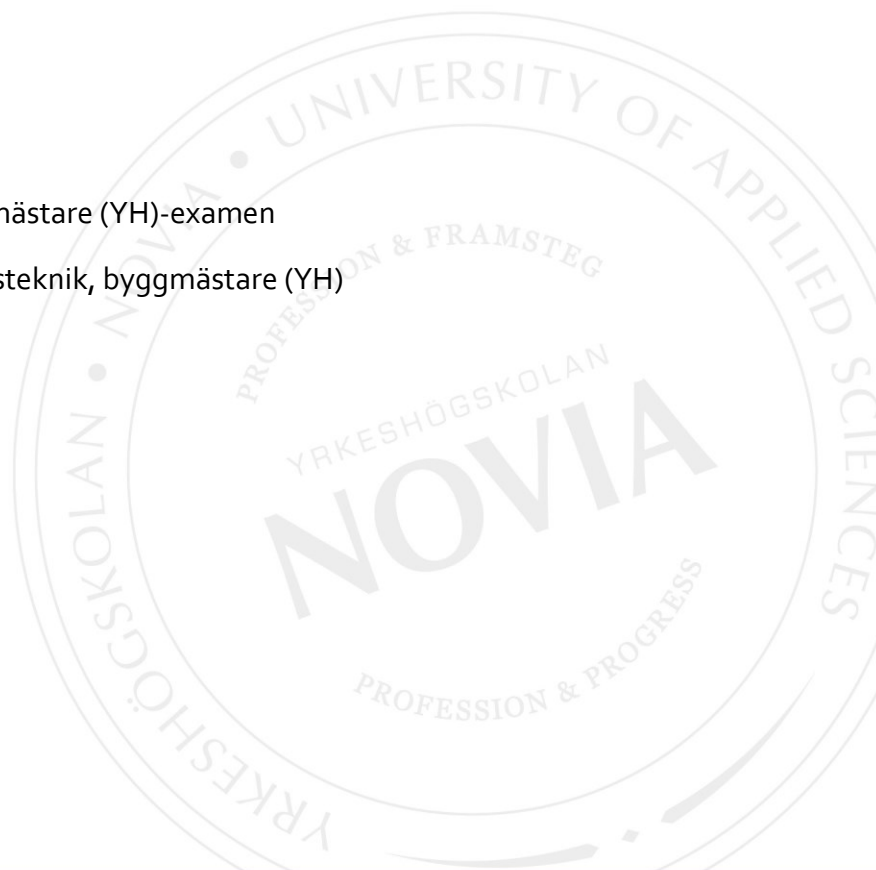 mästare (YH)-examen
steknik, byggmästare (YH)
YRKESHÖGSKOLAN • NOVIA • UNIVERSITY OF APPLIED SCIENCES
PROFESSION & FRAMSTEG
YRKESHÖGSKOLAN
NOVIA
PROFESSION & PROGRESS